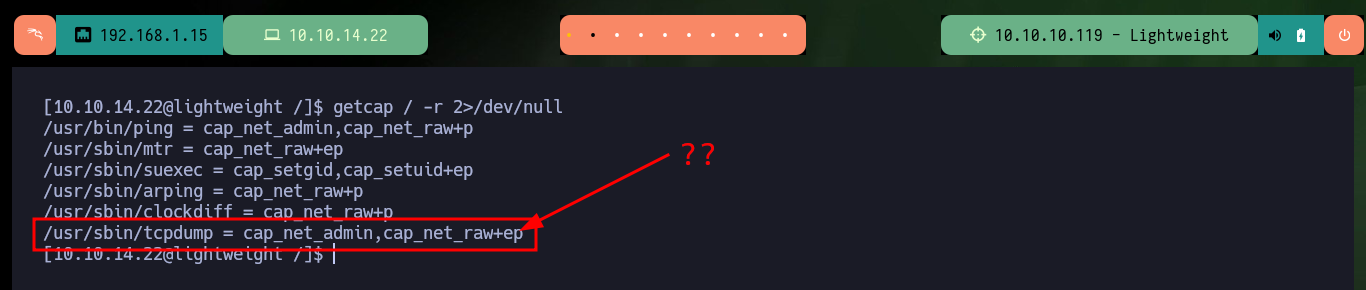 192.168.1.15 10.10.14.22 10.10.10.119 - Lightweight
[10.10.14.22@lightweight /]$ getcap / -r 2>/dev/null
/usr/bin/ping = cap_net_admin,cap_net_raw+p
/usr/sbin/mtr = cap_net_raw+ep
/usr/sbin/suexec = cap_setgid,cap_setuid+ep
/usr/sbin/arping = cap_net_raw+p
/usr/sbin/clockdiff = cap_net_raw+p
/usr/sbin/tcpdump = cap_net_admin,cap_net_raw+ep
[10.10.14.22@lightweight /]$
??